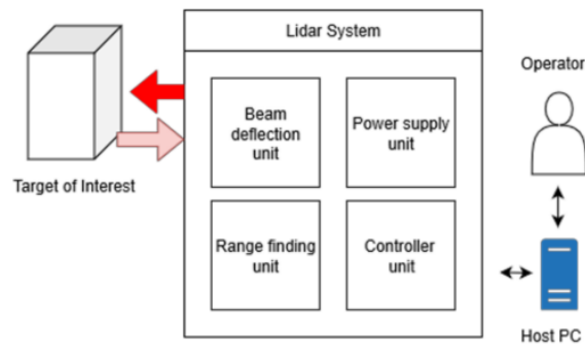 Lidar System
Operator
Beam
deflection
unit
Power supply
unit
Target of Interest
Range finding
unit
Controller
unit
Host PC